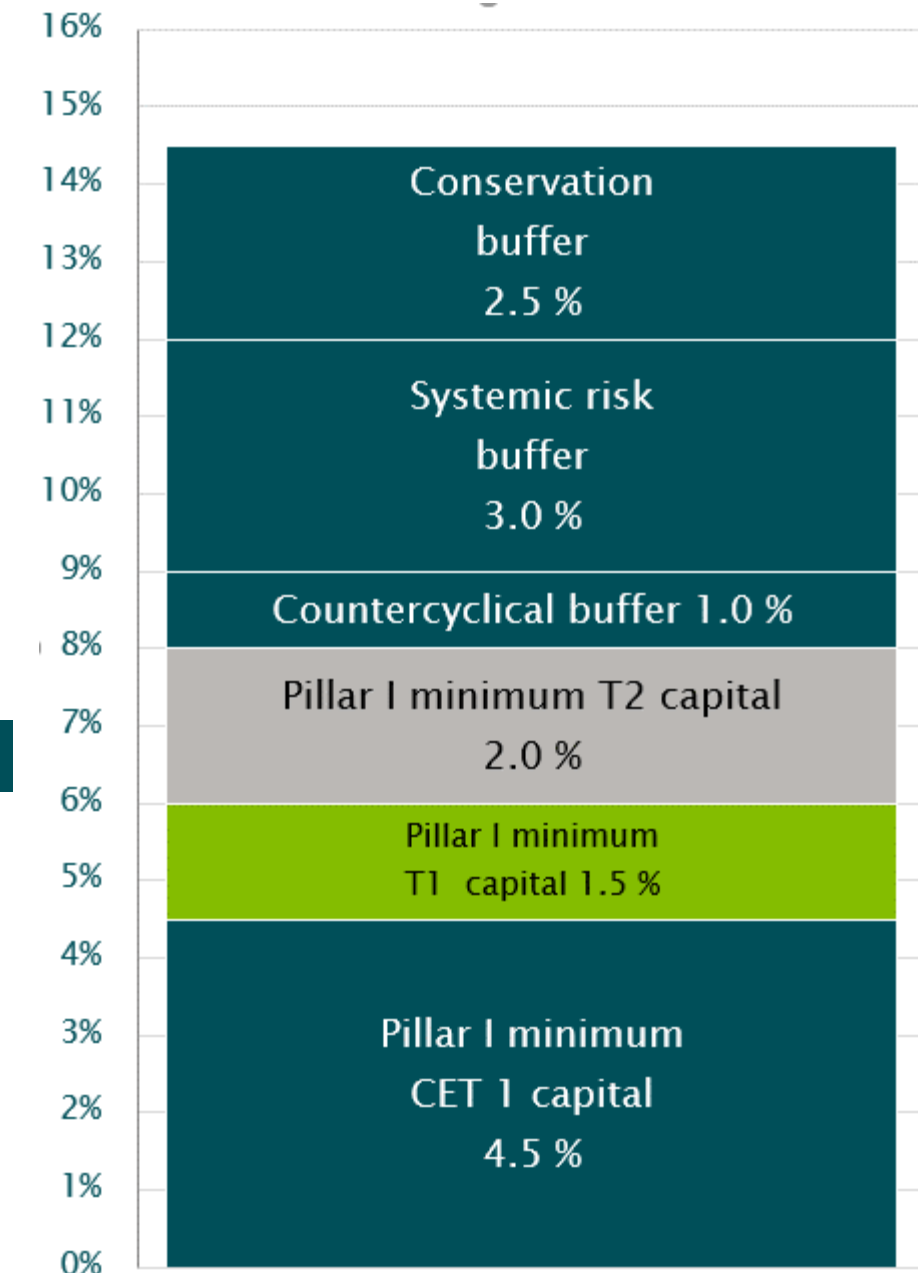 16%
15%
14%
13%
12%
11%
10%
9%
8%
7%
6%
5%
4%
3%
2%
1%
0%
Conservation
buffer
2.5 %
Systemic risk
buffer
3.0 %
Countercyclical buffer 1.0 %
Pillar I minimum T2 capital
2.0 %
Pillar I minimum
T1 capital 1.5 %
Pillar I minimum
CET 1 capital
4.5 %